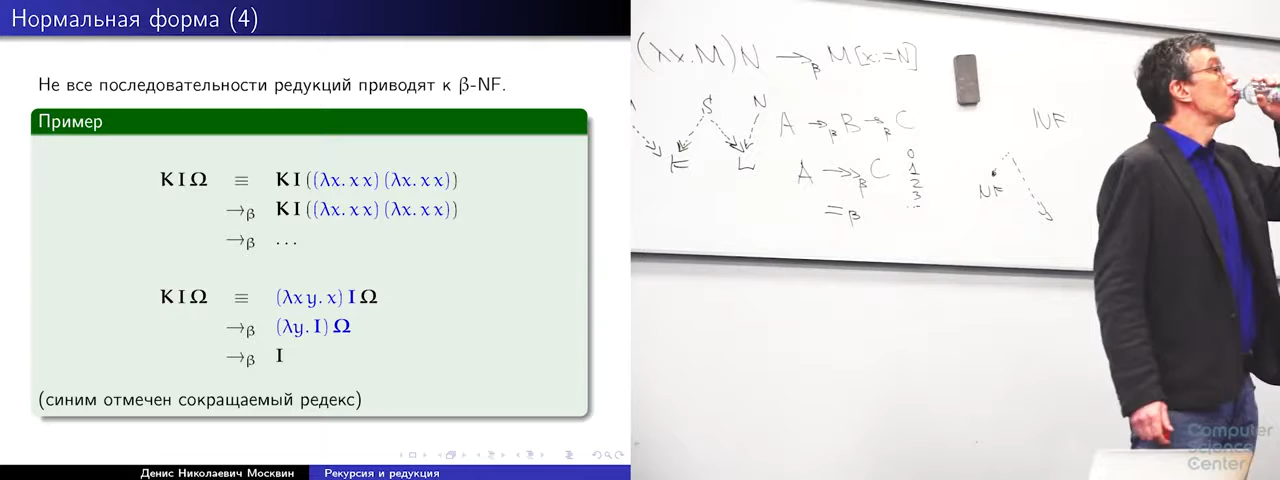 Нормальная форма (4)
Не все последовательности редукций приводят к β-NF.
Пример
K I Ω ≡ K I ((λx. x x) (λx. x x))
→β K I ((λx. x x) (λx. x x))
→β ...
K I Ω ≡ (λx y. x) I Ω
→β (λy. I) Ω
→β I
(синим отмечен сокращаемый редекс)
Денис Николаевич Москвин Рекурсия и редукция
(λx.M)N →β M[x:=N]
S N
K L
A →β B →β C
A ↠β C
=β
0
1
2
3
...
NF
NF
Computer
Science
Center